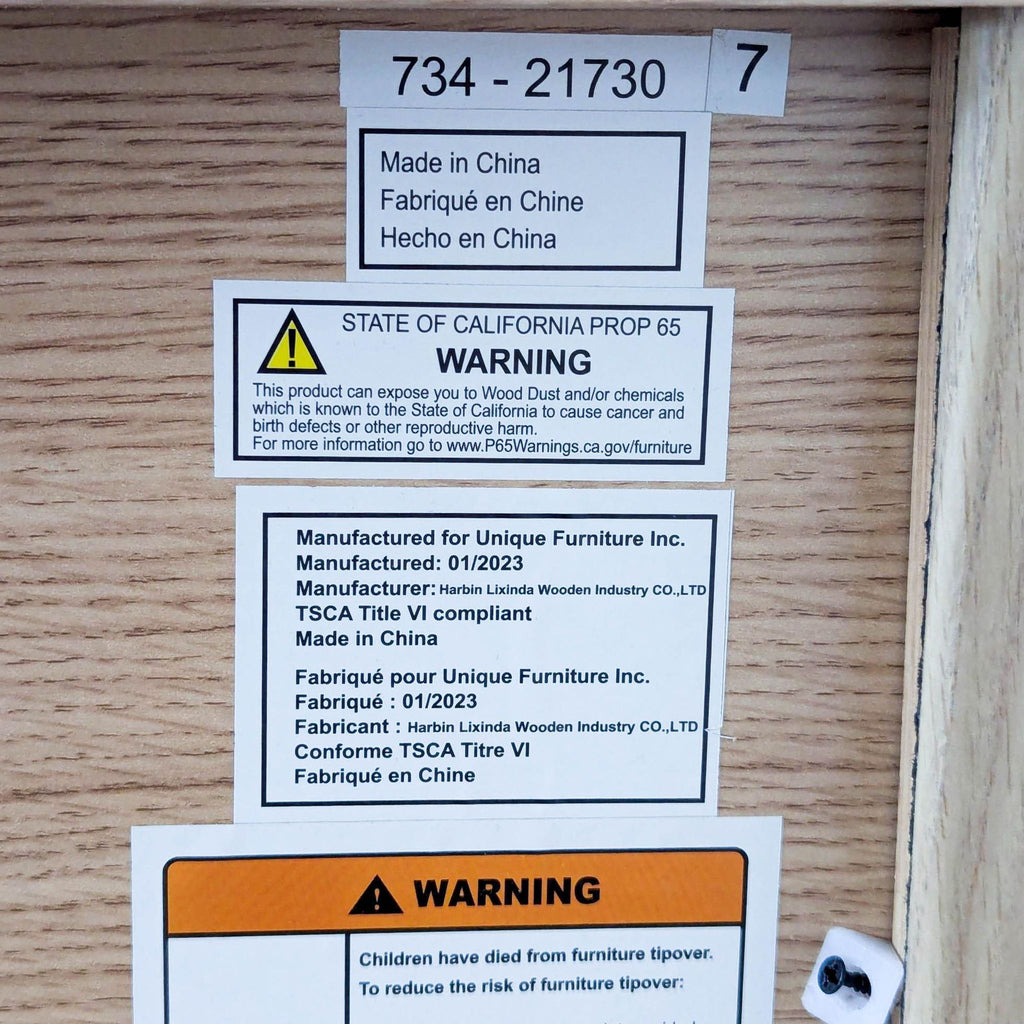 734 - 21730
7
Made in China
Fabriqué en Chine
Hecho en China
STATE OF CALIFORNIA PROP 65
WARNING
This product can expose you to Wood Dust and/or chemicals
which is known to the State of California to cause cancer and
birth defects or other reproductive harm.
For more information go to www.P65Warnings.ca.gov/furniture
Manufactured for Unique Furniture Inc.
Manufactured: 01/2023
Manufacturer: Harbin Lixinda Wooden Industry CO.,LTD
TSCA Title VI compliant
Made in China
Fabriqué pour Unique Furniture Inc.
Fabriqué : 01/2023
Fabricant : Harbin Lixinda Wooden Industry CO.,LTD
Conforme TSCA Titre VI
Fabriqué en Chine
WARNING
Children have died from furniture tipover.
To reduce the risk of furniture tipover: